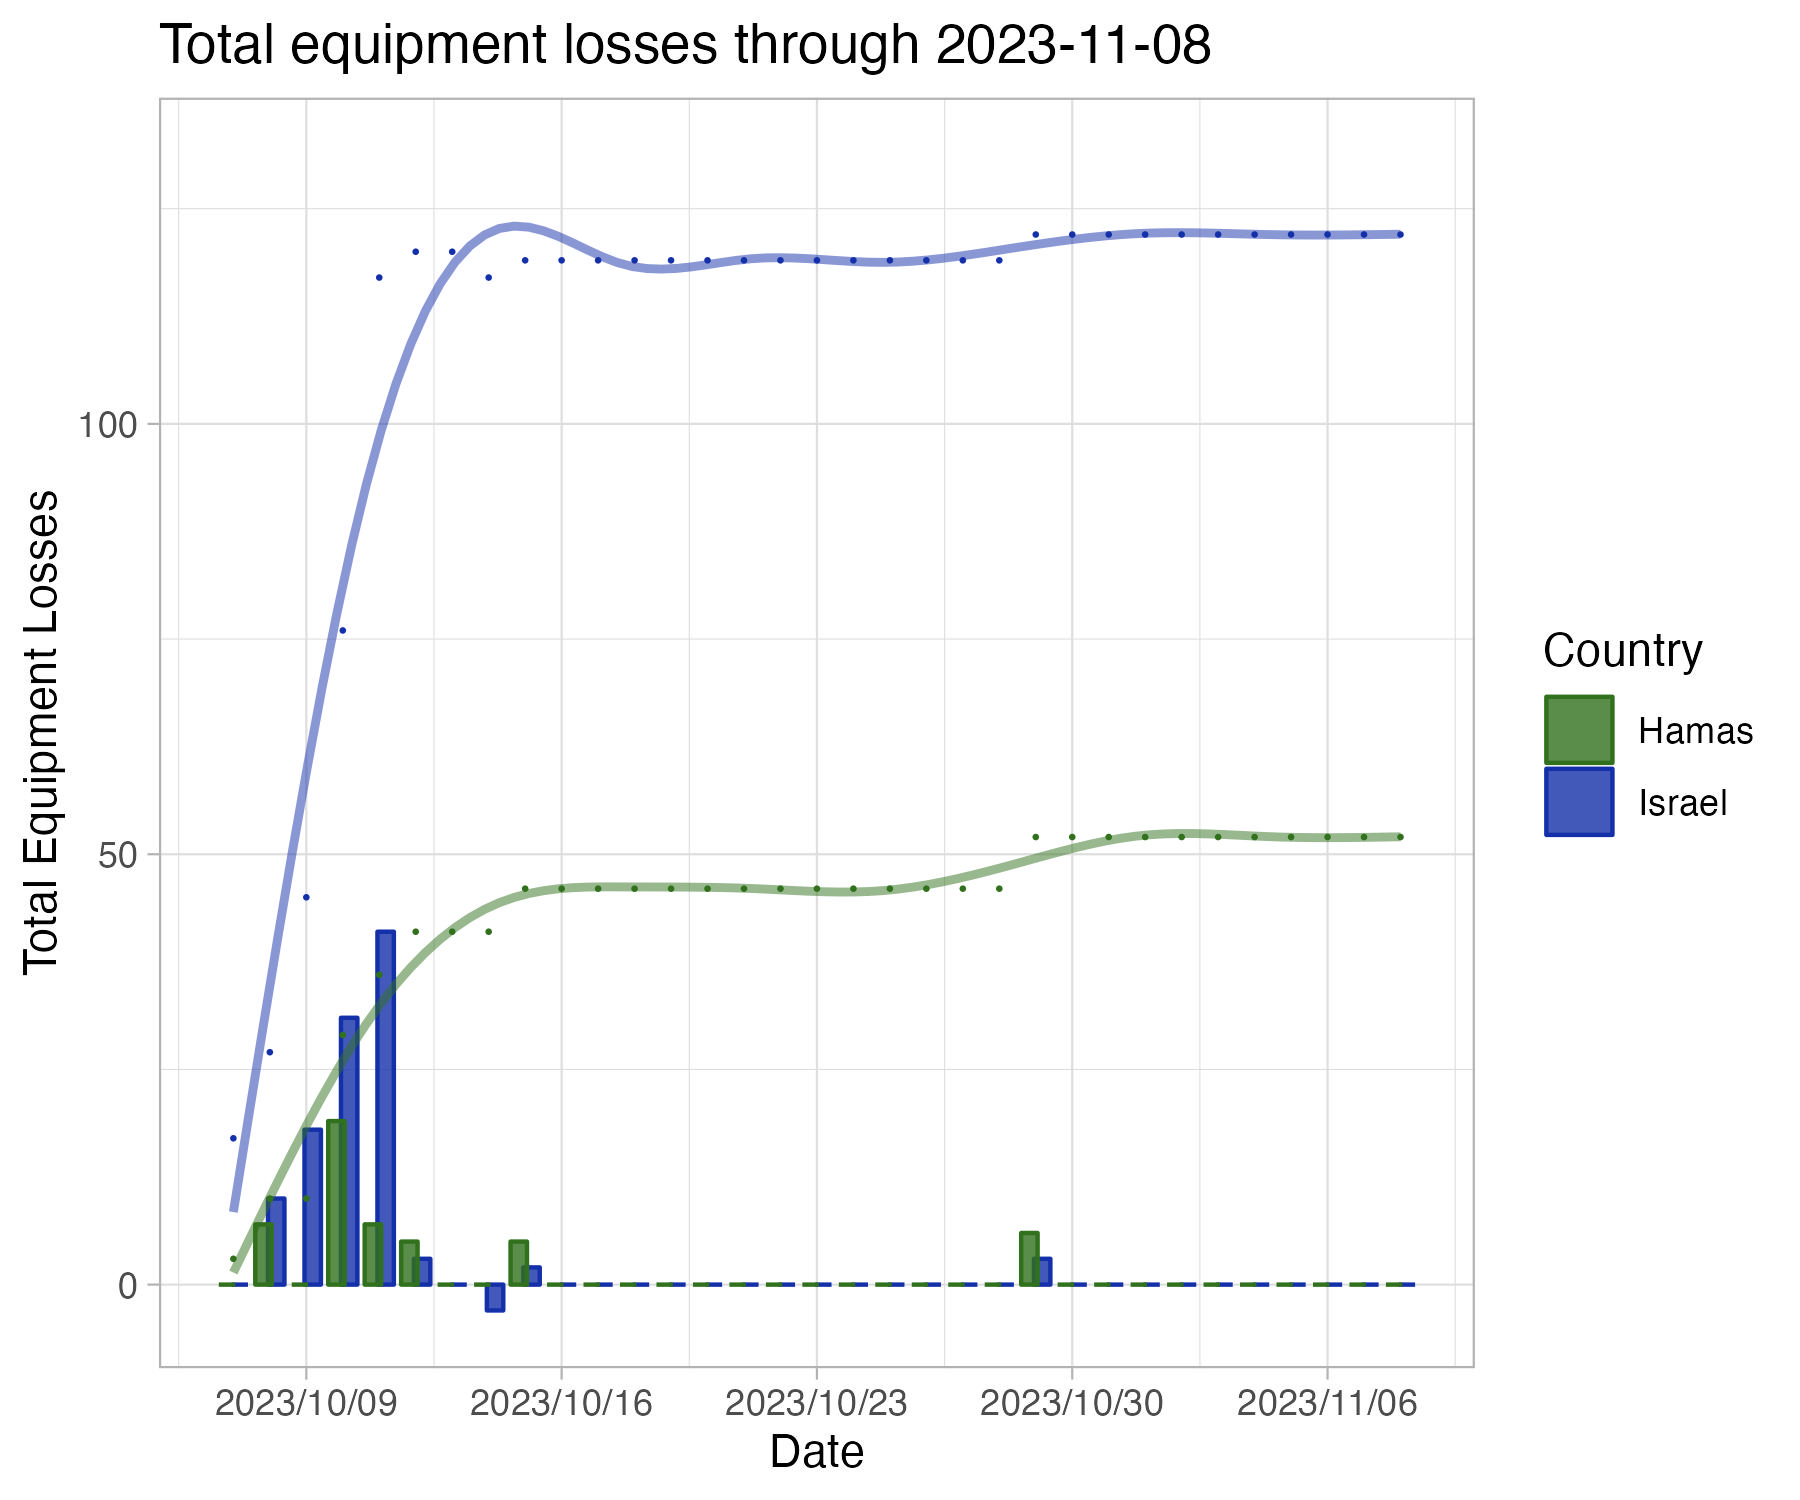 Total equipment losses through 2023-11-08
Total Equipment Losses
100
50
0
2023/10/09
2023/10/16
2023/10/23
2023/10/30
2023/11/06
Date
Country
Hamas
Israel